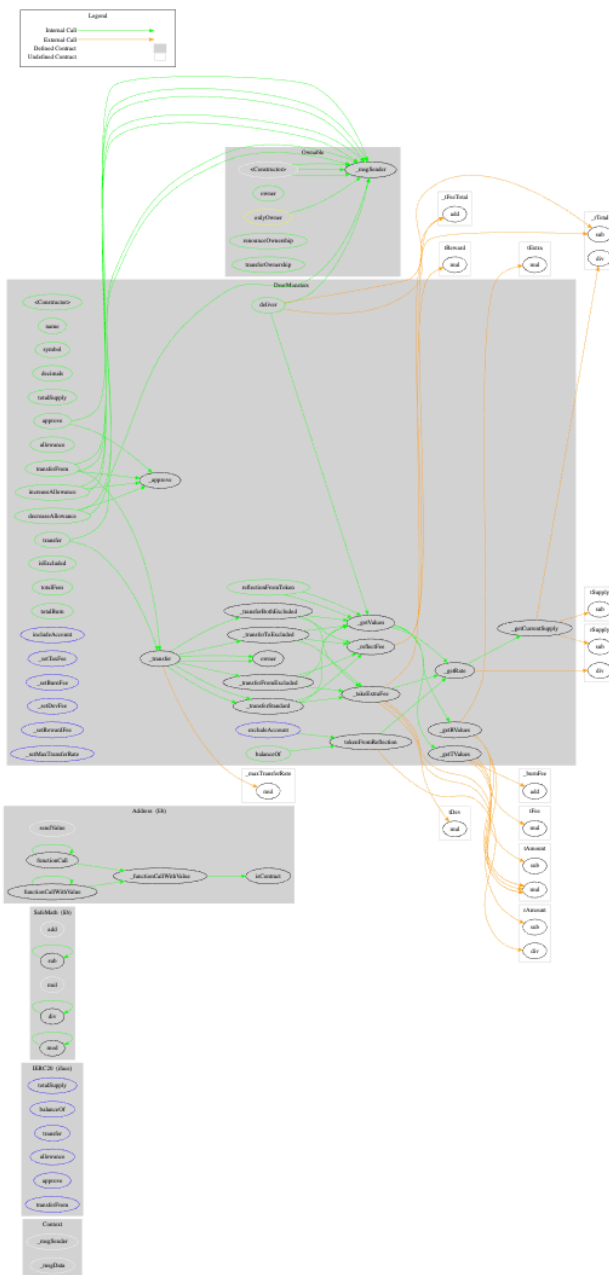 Legend
Internal Call
External Call
Defined Contract
Undefined Contract
Ownable
<Constructor>
_msgSender
owner
onlyOwner
renounceOwnership
transferOwnership
_tFeeTotal
add
_rTotal
sub
div
tReward
mul
tExtra
mul
<Constructor>
name
symbol
decimals
totalSupply
approve
allowance
transferFrom
increaseAllowance
decreaseAllowance
transfer
isExcluded
totalFees
totalBurn
includeAccount
_setTaxFee
_setBurnFee
_setDevFee
_setRewardFee
_setMaxTransferRate
deliver
_approve
_transfer
reflectionFromToken
_transferBothExcluded
_transferToExcluded
owner
_transferFromExcluded
_transferStandard
excludeAccount
balanceOf
_getValues
_reflectFee
_takeExtraFee
tokenFromReflection
_getRate
_getRValues
_getTValues
_getCurrentSupply
tSupply
sub
rSupply
sub
div
_maxTransferRate
mul
tDev
mul
_burnFee
add
tFee
mul
tAmount
sub
mul
rAmount
sub
div
Address (lib)
sendValue
functionCall
functionCallWithValue
_functionCallWithValue
isContract
SafeMath (lib)
add
sub
mul
div
mod
IERC20 (iface)
totalSupply
balanceOf
transfer
allowance
approve
transferFrom
Context
_msgSender
_msgData